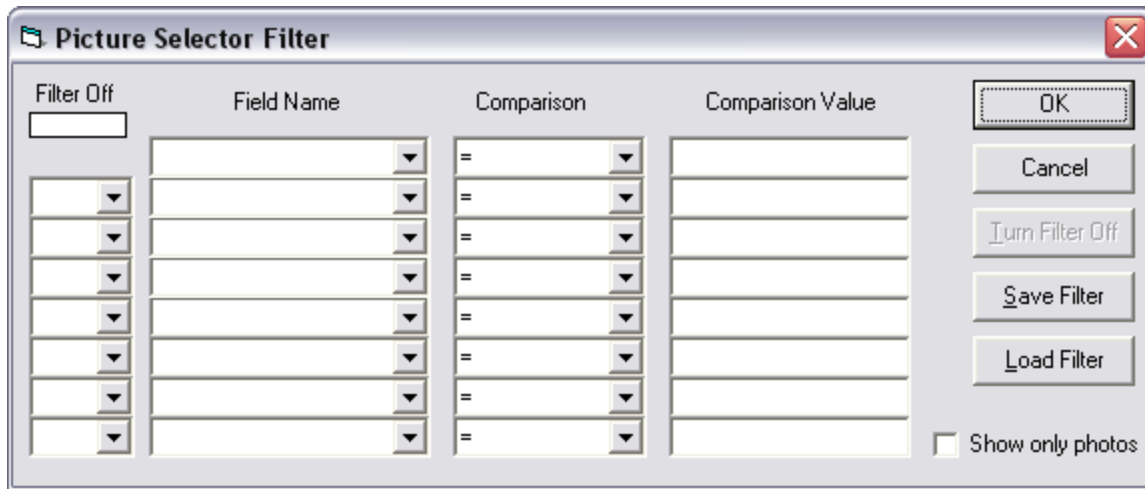 Picture Selector Filter
Filter Off
Field Name
Comparison
Comparison Value
OK
=
Cancel
=
=
Turn Filter Off
=
Save Filter
=
=
Load Filter
=
=
Show only photos